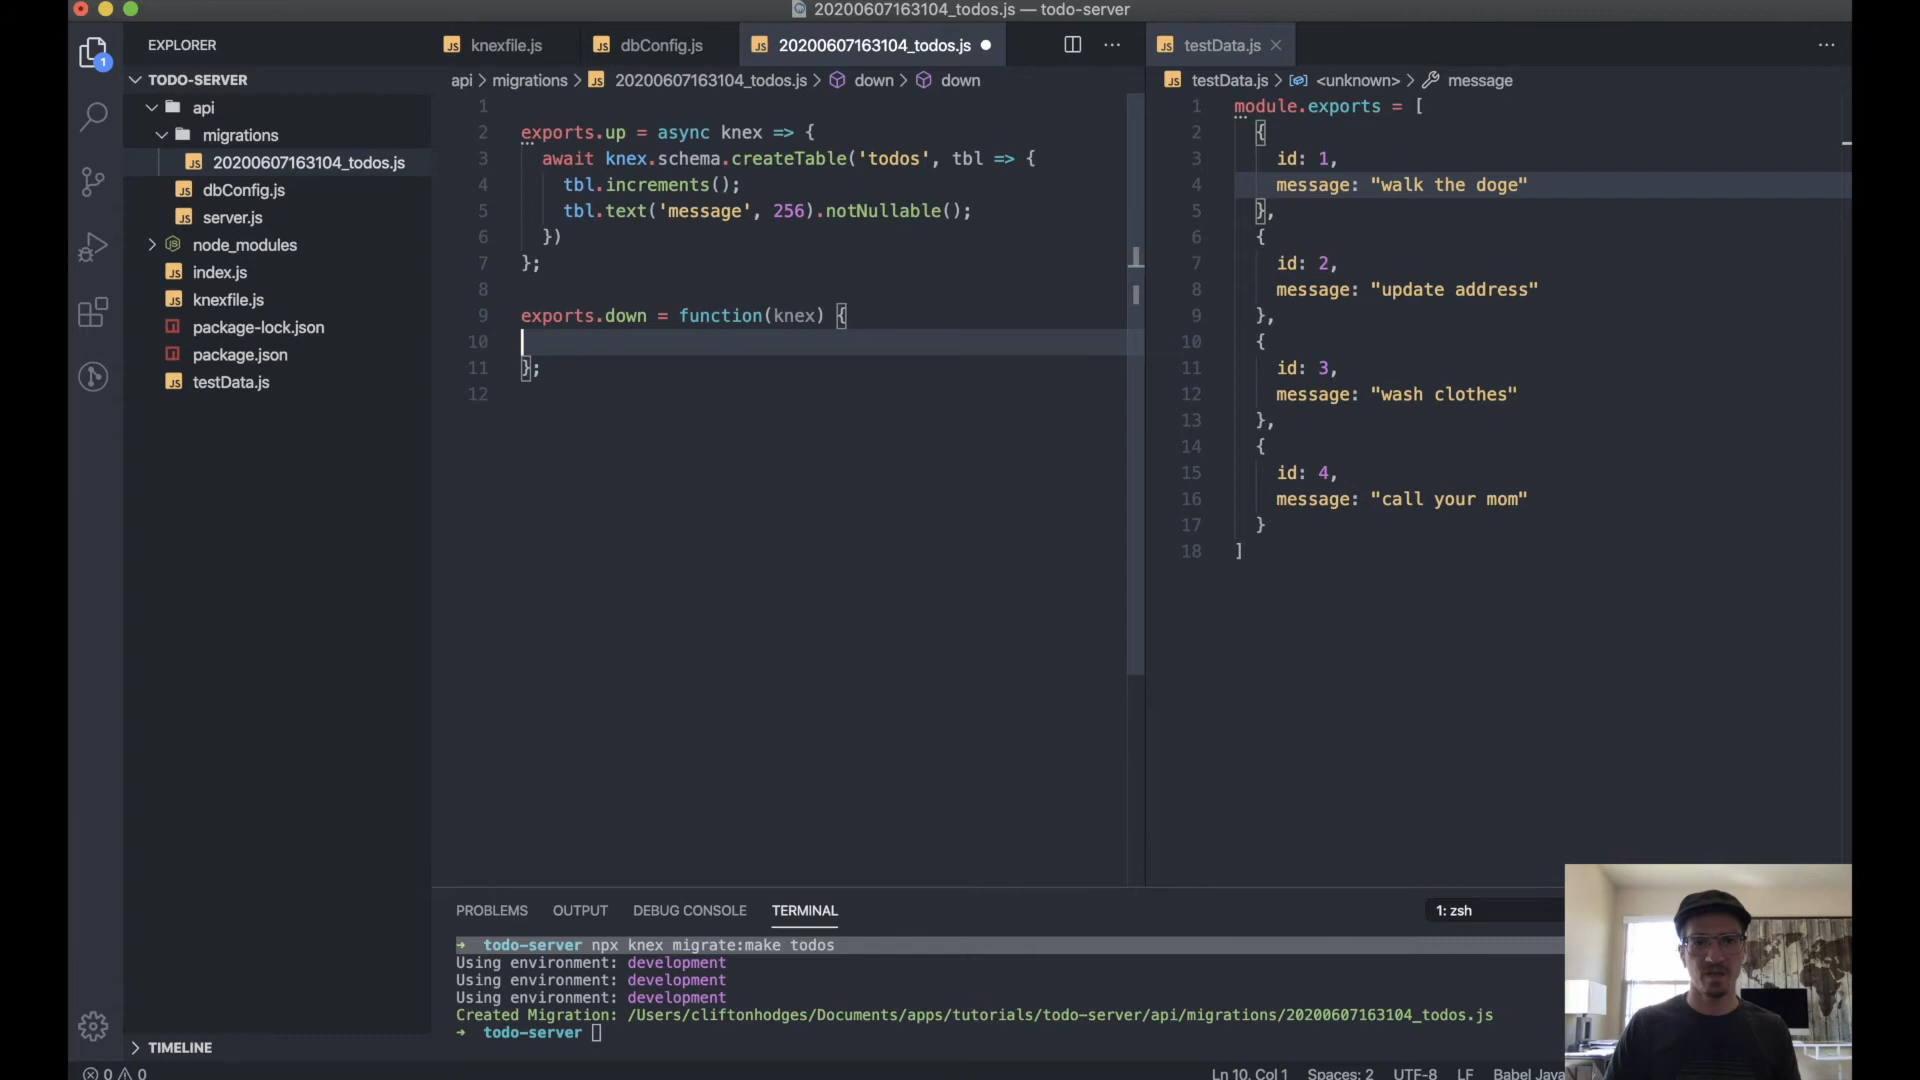 20200607163104_todos.js — todo-server
EXPLORER
TODO-SERVER
api
migrations
20200607163104_todos.js
dbConfig.js
server.js
node_modules
index.js
knexfile.js
package-lock.json
package.json
testData.js
TIMELINE
1
knexfile.js
dbConfig.js
20200607163104_todos.js
api > migrations > 20200607163104_todos.js > down > down
1
2 exports.up = async knex => {
3 await knex.schema.createTable('todos', tbl => {
4 tbl.increments();
5 tbl.text('message', 256).notNullable();
6 })
7 };
8
9 exports.down = function(knex) {
10
11 };
12
testData.js
testData.js > <unknown> > message
1 module.exports = [
2 {
3 id: 1,
4 message: "walk the doge"
5 },
6 {
7 id: 2,
8 message: "update address"
9 },
10 {
11 id: 3,
12 message: "wash clothes"
13 },
14 {
15 id: 4,
16 message: "call your mom"
17 }
18 ]
PROBLEMS OUTPUT DEBUG CONSOLE TERMINAL 1: zsh
→ todo-server npx knex migrate:make todos
Using environment: development
Using environment: development
Using environment: development
Created Migration: /Users/cliftonhodges/Documents/apps/tutorials/todo-server/api/migrations/20200607163104_todos.js
→ todo-server
0 0 Ln 10, Col 1 Spaces: 2 UTF-8 LF Babel Java